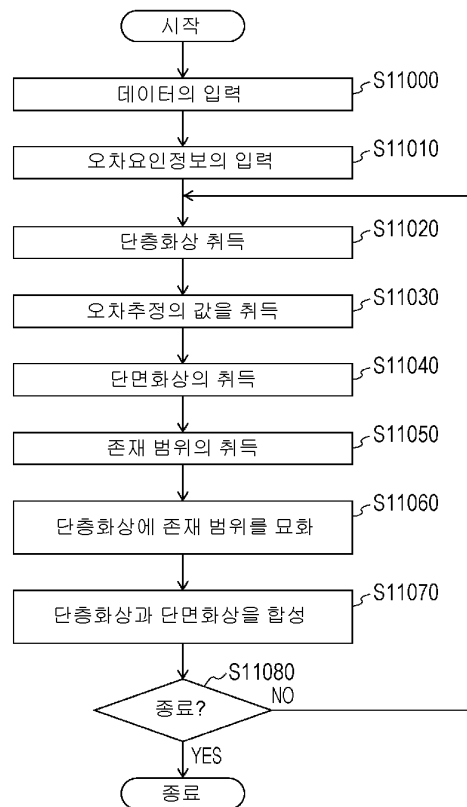 시작
데이터의 입력
S11000
오차요인정보의 입력
S11010
단층화상 취득
S11020
오차추정의 값을 취득
S11030
단면화상의 취득
S11040
존재 범위의 취득
S11050
단층화상에 존재 범위를 묘화
S11060
단층화상과 단면화상을 합성
S11070
S11080
종료?
NO
YES
종료